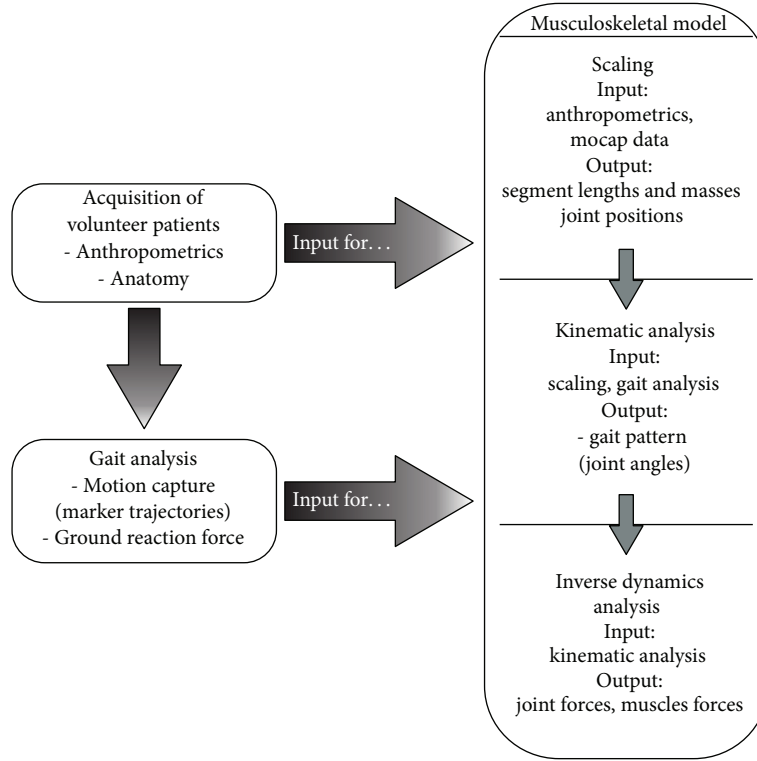 Acquisition of
volunteer patients
- Anthropometrics
- Anatomy
Input for…
Gait analysis
- Motion capture
(marker trajectories)
- Ground reaction force
Input for…
Musculoskeletal model
Scaling
Input:
anthropometrics,
mocap data
Output:
segment lengths and masses
joint positions
Kinematic analysis
Input:
scaling, gait analysis
Output:
- gait pattern
(joint angles)
Inverse dynamics
analysis
Input:
kinematic analysis
Output:
joint forces, muscles forces